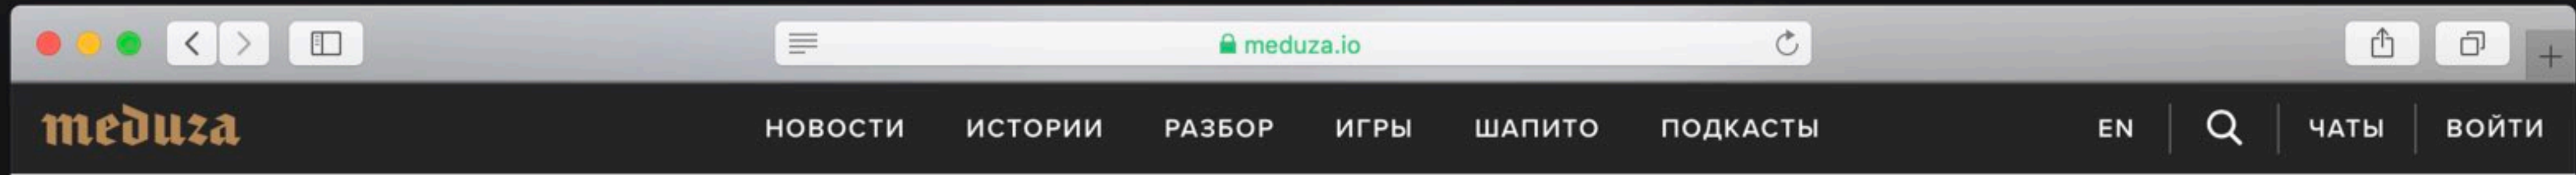 meduza.io
meduza НОВОСТИ ИСТОРИИ РАЗБОР ИГРЫ ШАПИТО ПОДКАСТЫ EN ЧАТЫ ВОЙТИ